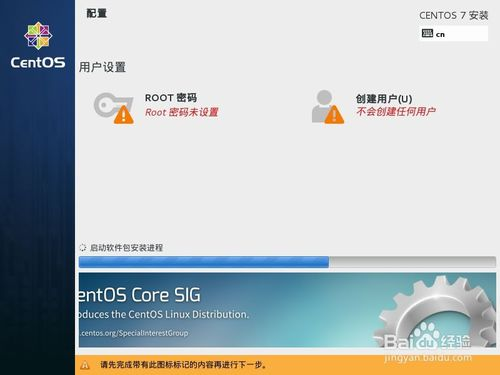 配置
CENTOS 7 安装
cn
CentOS
用户设置
ROOT 密码
Root 密码未设置
创建用户(U)
不会创建任何用户
启动软件包安装进程
entOS Core SIG
oduces the CentOS Linux Distribution.
.centos.org/SpecialInterestGroup
Baidu 经验
jingyan.baidu.com
请先完成带有此图标标记的内容再进行下一步。